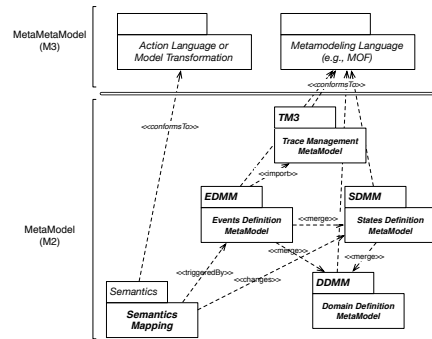 MetaMetaModel
(M3)
Action Language or
Model Transformation
Metamodeling Language
(e.g., MOF)
<<conformsTo>>
<<conformsTo>>
TM3
Trace Management
MetaModel
<<import>>
EDMM
Events Definition
MetaModel
<<merge>>
SDMM
States Definition
MetaModel
MetaModel
(M2)
<<merge>>
<<merge>>
<<triggeredBy>>
<<changes>>
DDMM
Domain Definition
MetaModel
Semantics
Semantics
Mapping